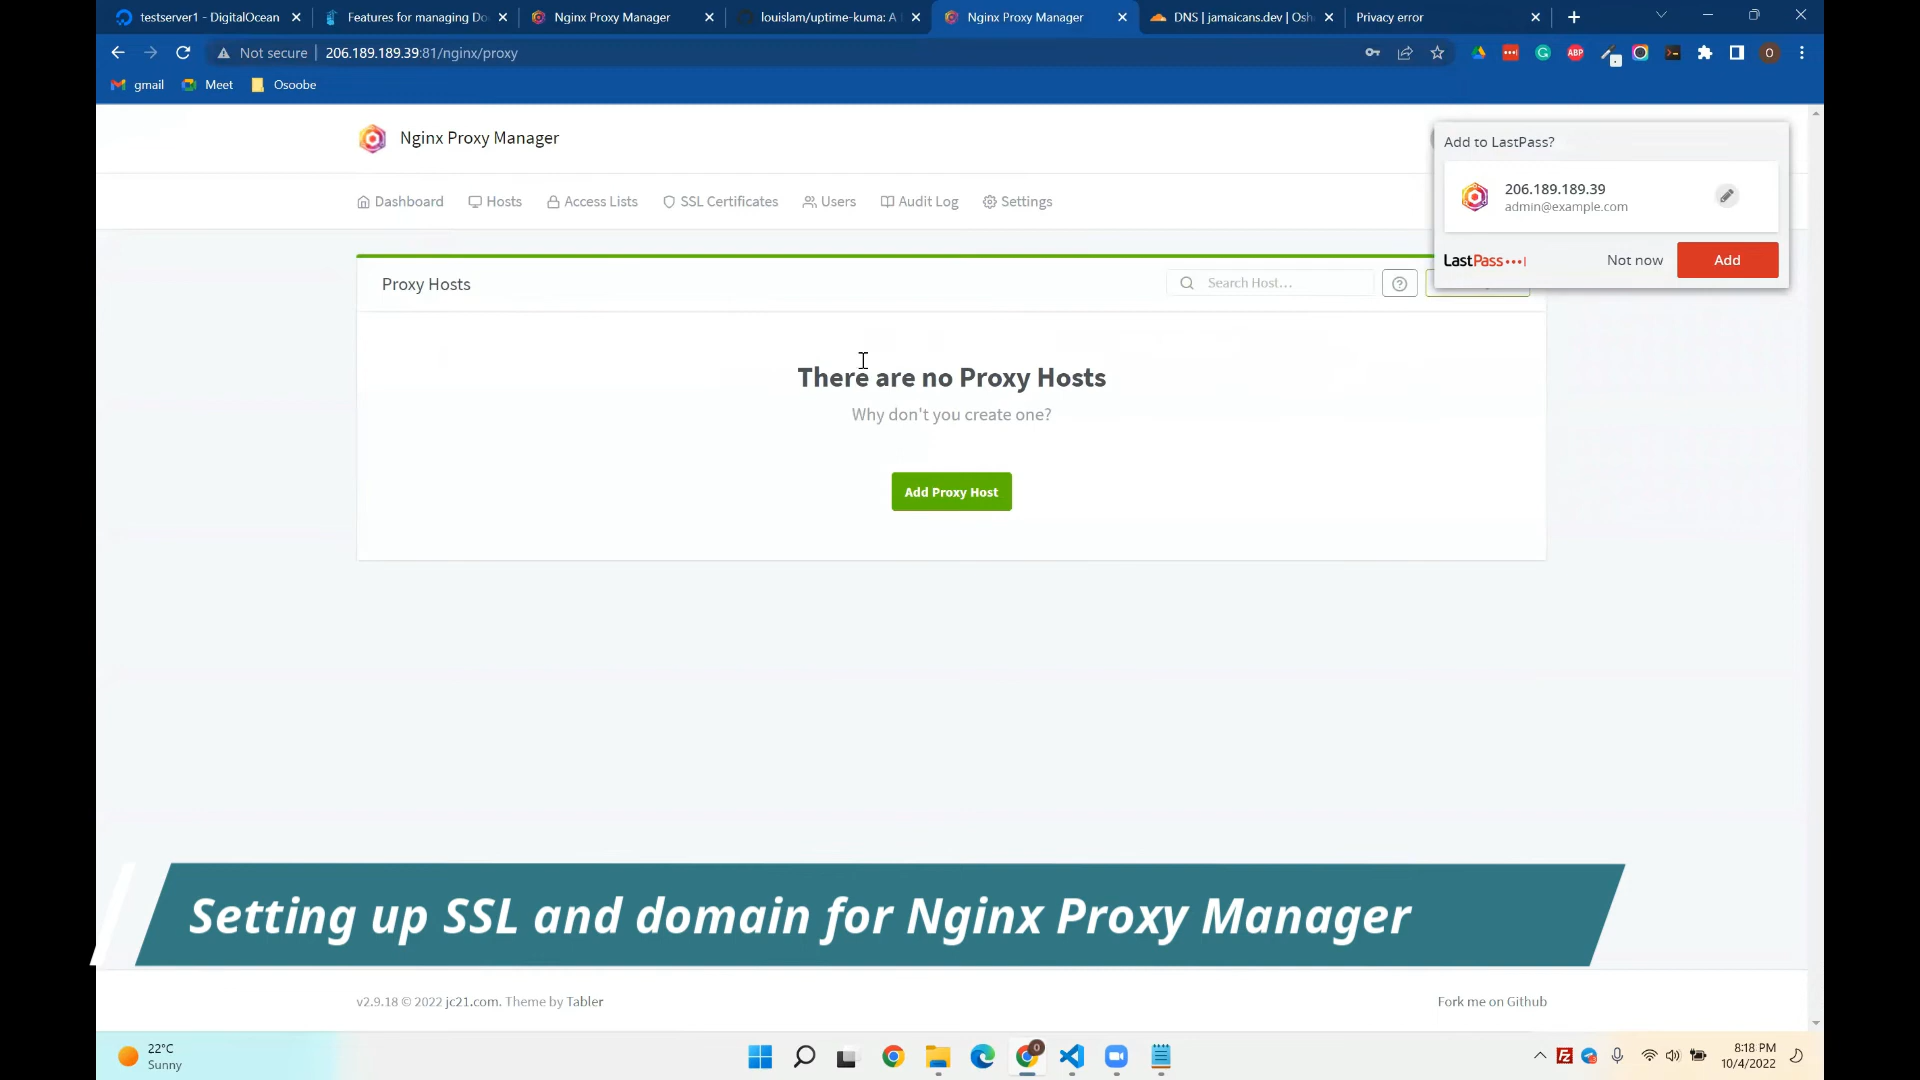 testserver1 - DigitalOcean
Features for managing Do
Nginx Proxy Manager
louislam/uptime-kuma: A
Nginx Proxy Manager
DNS | jamaicans.dev | Osh
Privacy error
Not secure
206.189.189.39:81/nginx/proxy
gmail
Meet
Osoobe
Nginx Proxy Manager
Add to LastPass?
206.189.189.39
admin@example.com
LastPass
Not now
Add
Dashboard
Hosts
Access Lists
SSL Certificates
Users
Audit Log
Settings
Proxy Hosts
Search Host...
There are no Proxy Hosts
Why don't you create one?
Add Proxy Host
Setting up SSL and domain for Nginx Proxy Manager
v2.9.18 © 2022 jc21.com. Theme by Tabler
Fork me on Github
22°C
Sunny
8:18 PM
10/4/2022
ABP
O